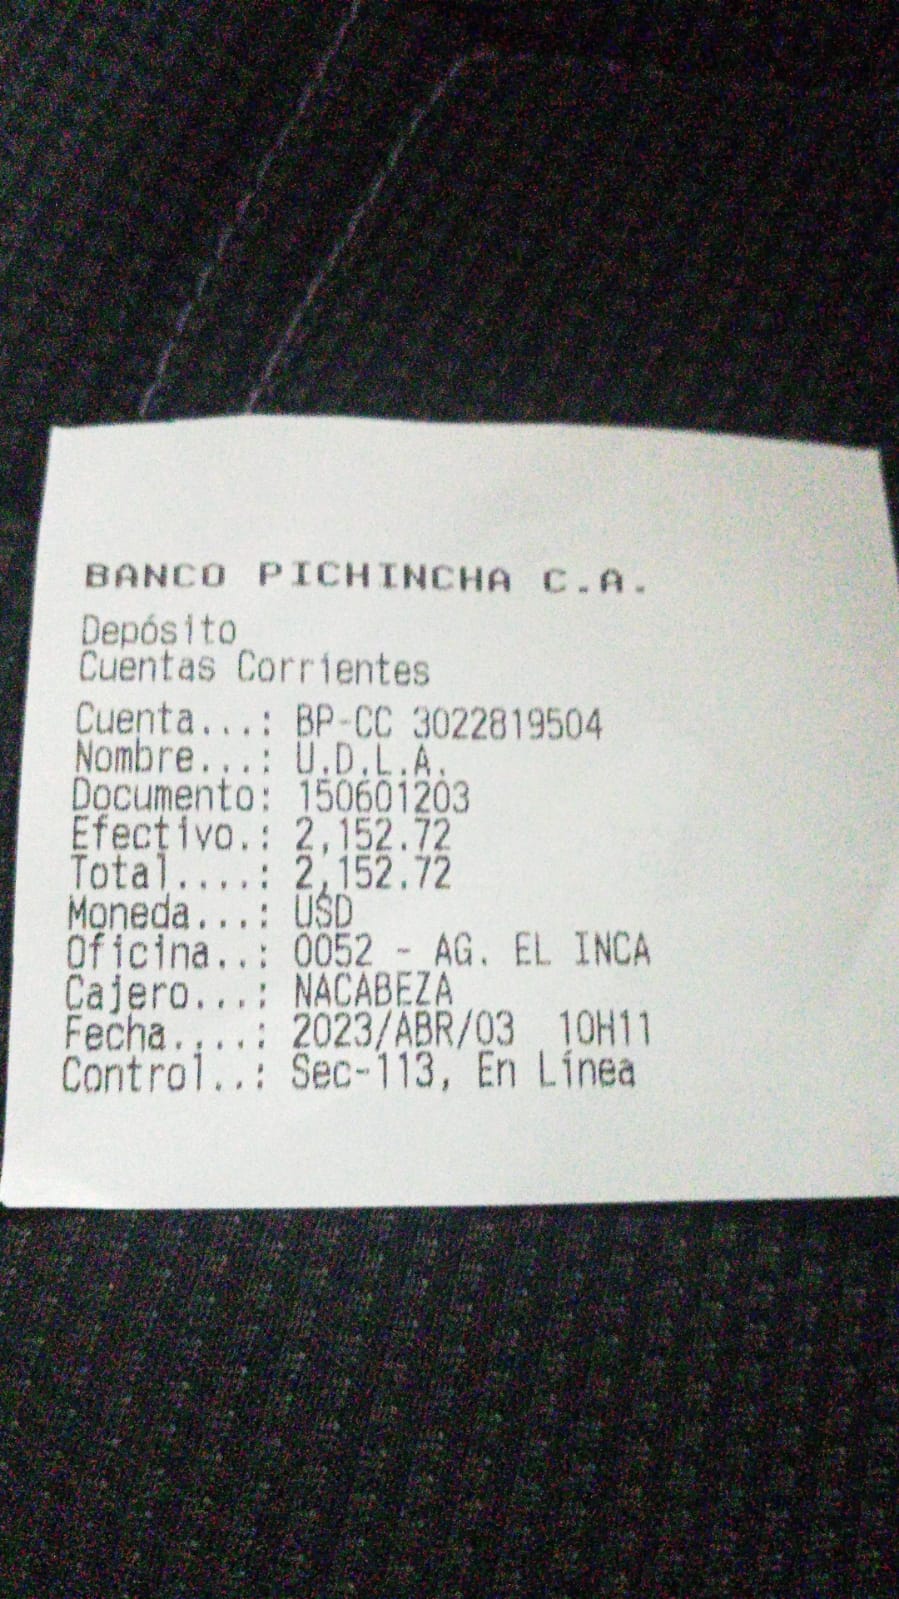 BANCO PICHINCHA C.A.
Depósito
Cuentas Corrientes
Cuenta...: BP-CC 3022819504
Nombre...: U.D.L.A.
Documento: 150601203
Efectivo.: 2,152.72
Total....: 2,152.72
Moneda...: USD
Oficina..: 0052 - AG. EL INCA
Cajero...: NACABEZA
Fecha....: 2023/ABR/03 10H11
Control..: Sec-113, En Línea